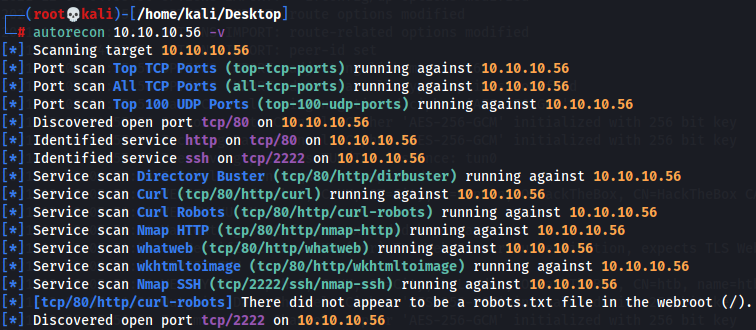 (root💀kali)-[/home/kali/Desktop]
# autorecon 10.10.10.56 -v
[*] Scanning target 10.10.10.56
[*] Port scan Top TCP Ports (top-tcp-ports) running against 10.10.10.56
[*] Port scan All TCP Ports (all-tcp-ports) running against 10.10.10.56
[*] Port scan Top 100 UDP Ports (top-100-udp-ports) running against 10.10.10.56
[*] Discovered open port tcp/80 on 10.10.10.56
[*] Identified service http on tcp/80 on 10.10.10.56
[*] Identified service ssh on tcp/2222 on 10.10.10.56
[*] Service scan Directory Buster (tcp/80/http/dirbuster) running against 10.10.10.56
[*] Service scan Curl (tcp/80/http/curl) running against 10.10.10.56
[*] Service scan Curl Robots (tcp/80/http/curl-robots) running against 10.10.10.56
[*] Service scan Nmap HTTP (tcp/80/http/nmap-http) running against 10.10.10.56
[*] Service scan whatweb (tcp/80/http/whatweb) running against 10.10.10.56
[*] Service scan wkhtmltoimage (tcp/80/http/wkhtmltoimage) running against 10.10.10.56
[*] Service scan Nmap SSH (tcp/2222/ssh/nmap-ssh) running against 10.10.10.56
[*] [tcp/80/http/curl-robots] There did not appear to be a robots.txt file in the webroot (/).
[*] Discovered open port tcp/2222 on 10.10.10.56